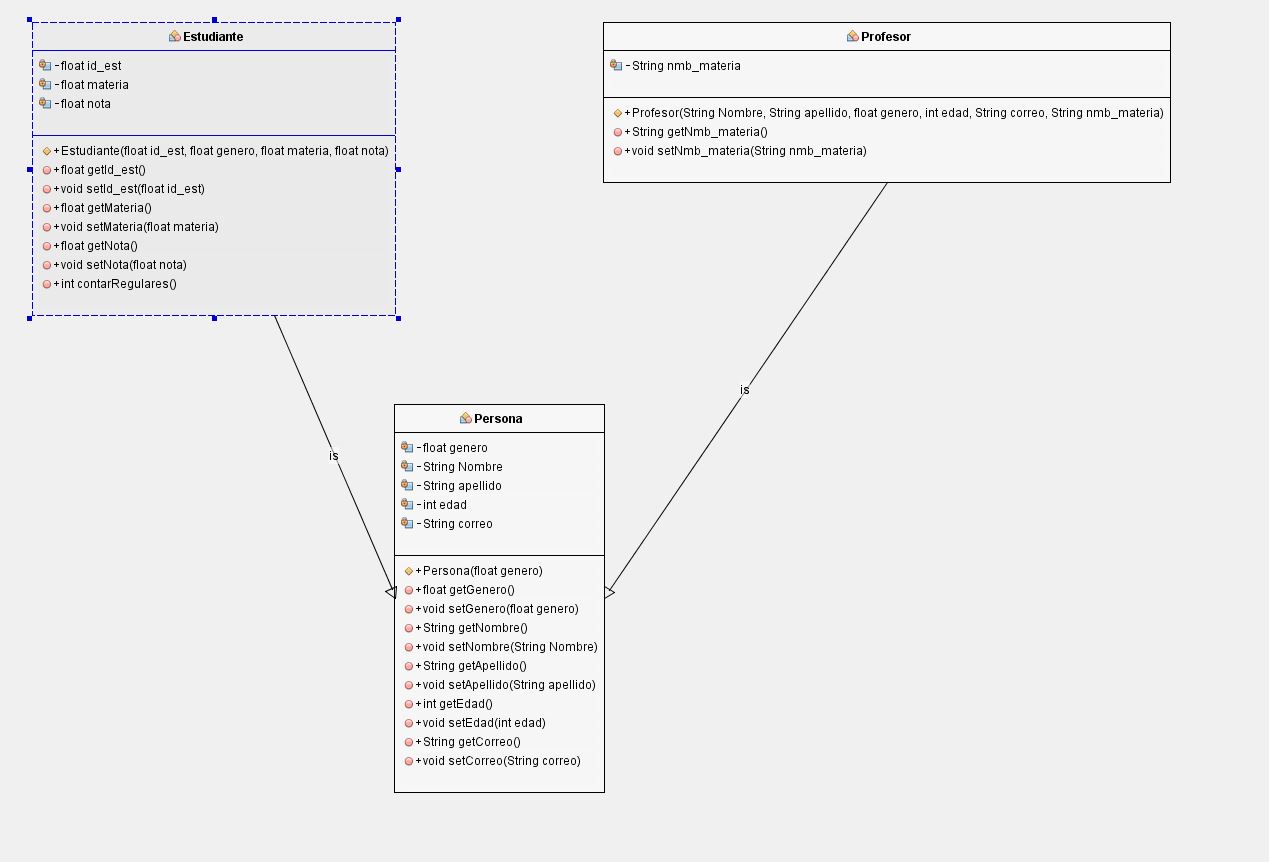 Estudiante
-float id_est
-float materia
-float nota
+Estudiante(float id_est, float genero, float materia, float nota)
+float getId_est()
+void setId_est(float id_est)
+float getMateria()
+void setMateria(float materia)
+float getNota()
+void setNota(float nota)
+int contarRegulares()
Profesor
-String nmb_materia
+Profesor(String Nombre, String apellido, float genero, int edad, String correo, String nmb_materia)
+String getNmb_materia()
+void setNmb_materia(String nmb_materia)
is
is
Persona
-float genero
-String Nombre
-String apellido
-int edad
-String correo
+Persona(float genero)
+float getGenero()
+void setGenero(float genero)
+String getNombre()
+void setNombre(String Nombre)
+String getApellido()
+void setApellido(String apellido)
+int getEdad()
+void setEdad(int edad)
+String getCorreo()
+void setCorreo(String correo)